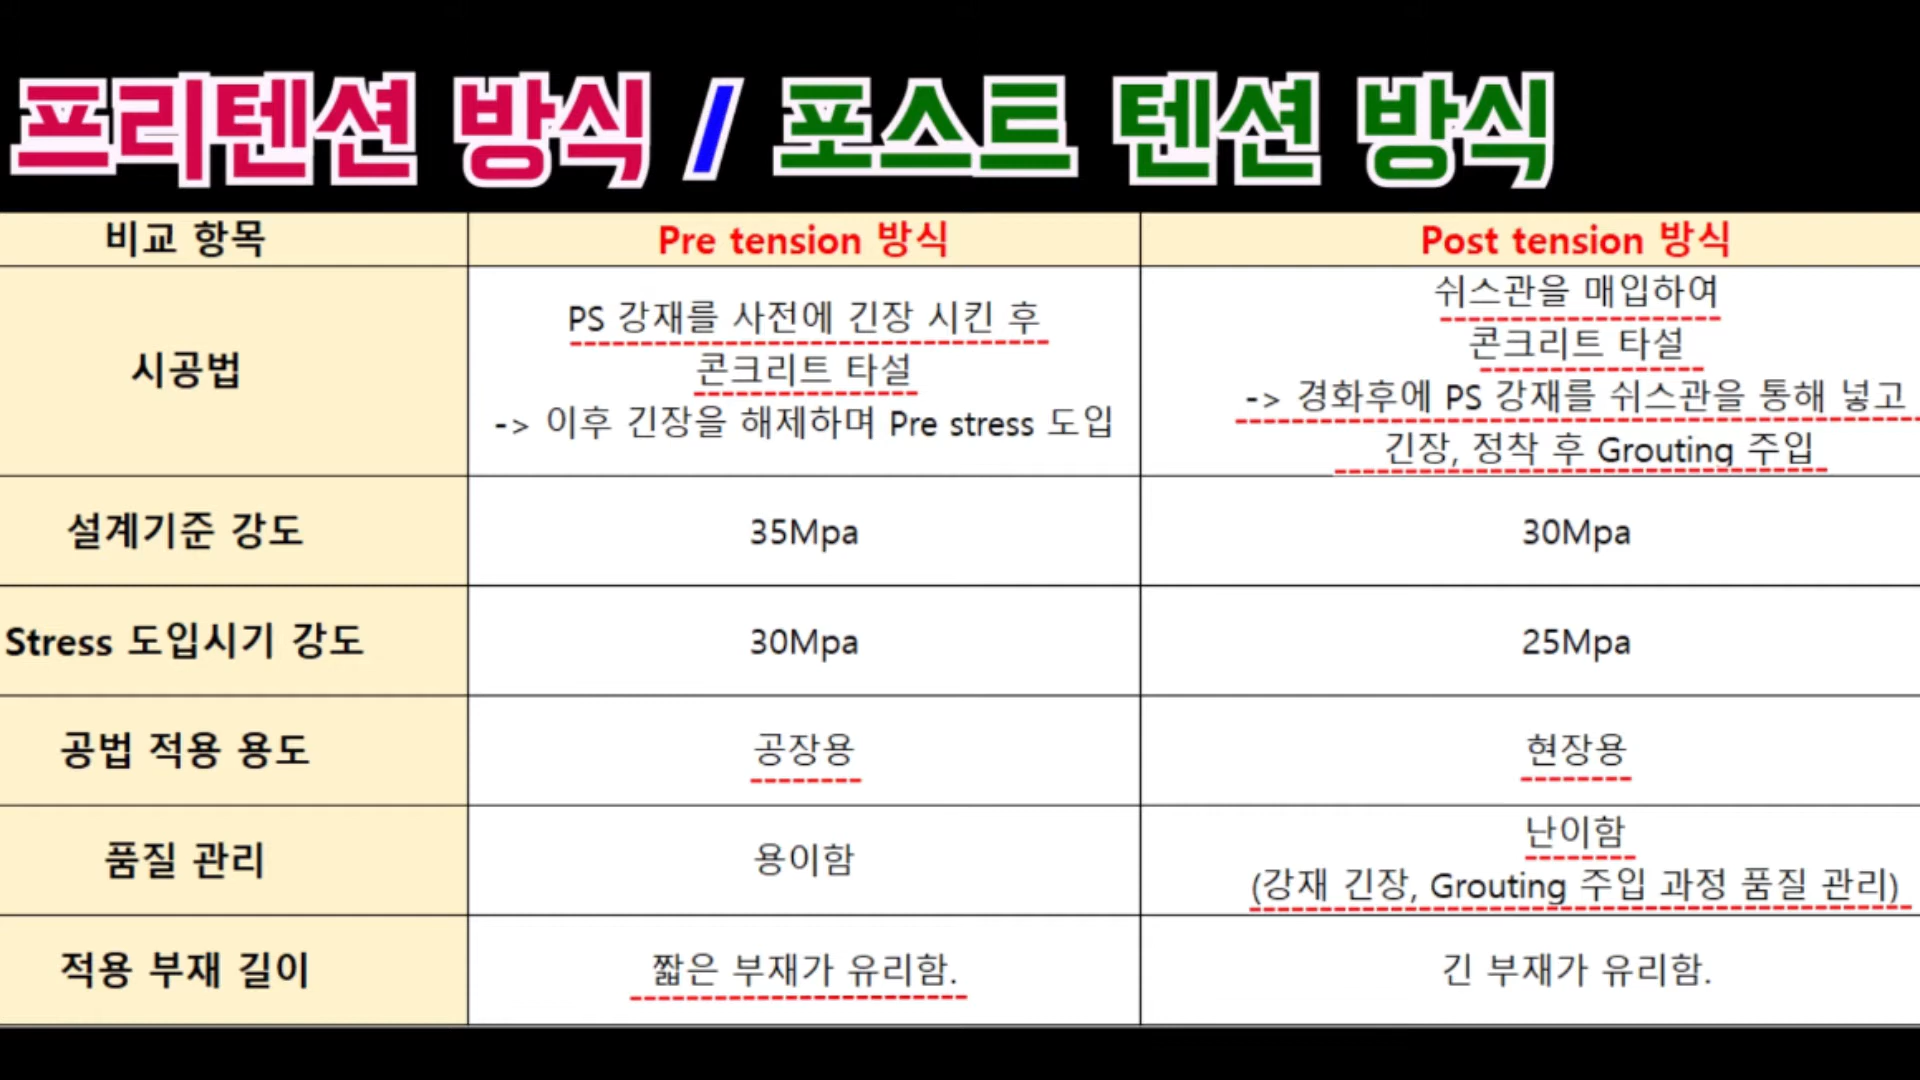 프리텐션 방식 / 포스트 텐션 방식
비교 항목
Pre tension 방식
Post tension 방식
시공법
PS 강재를 사전에 긴장 시킨 후
콘크리트 타설
-> 이후 긴장을 해제하며 Pre stress 도입
쉬스관을 매입하여
콘크리트 타설
-> 경화후에 PS 강재를 쉬스관을 통해 넣고
긴장, 정착 후 Grouting 주입
설계기준 강도
35Mpa
30Mpa
Stress 도입시기 강도
30Mpa
25Mpa
공법 적용 용도
공장용
현장용
품질 관리
용이함
난이함
(강재 긴장, Grouting 주입 과정 품질 관리)
적용 부재 길이
짧은 부재가 유리함.
긴 부재가 유리함.